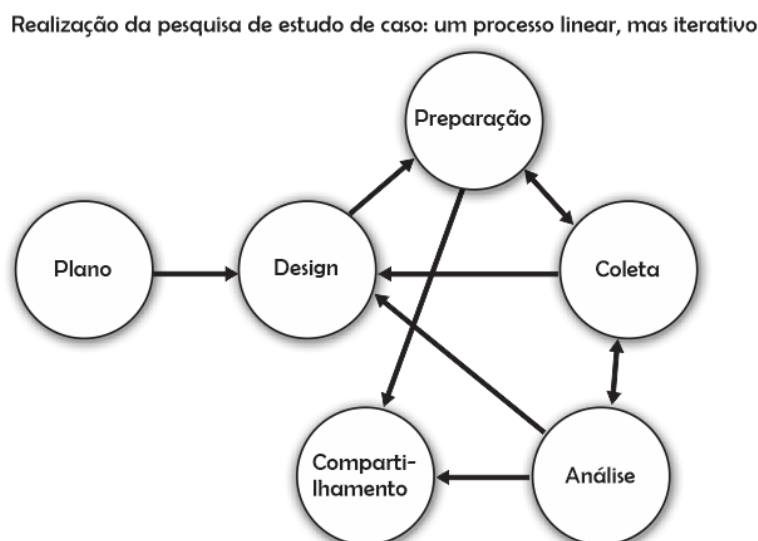 Realização da pesquisa de estudo de caso: um processo linear, mas iterativo
Preparação
Plano
Design
Coleta
Comparti-
lhamento
Análise